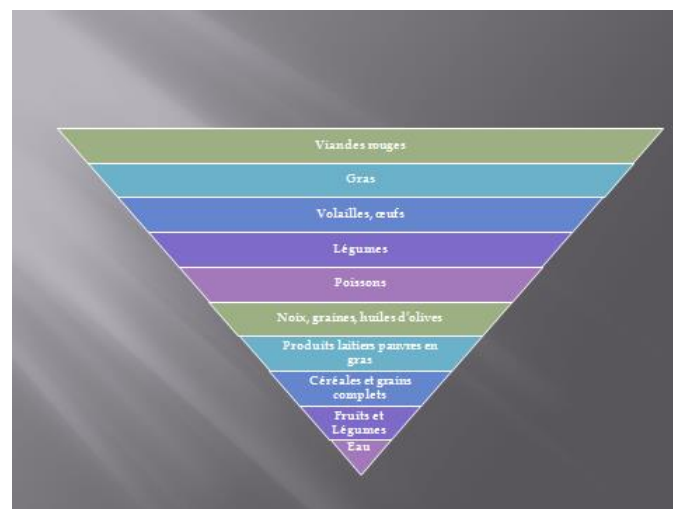 Viandes rouges
Gras
Volailles, œufs
Légumes
Poissons
Noix, graines, huiles d'olives
Produits laitiers pauvres en
gras
Céréales et grains
complets
Fruits et
Légumes
Eau